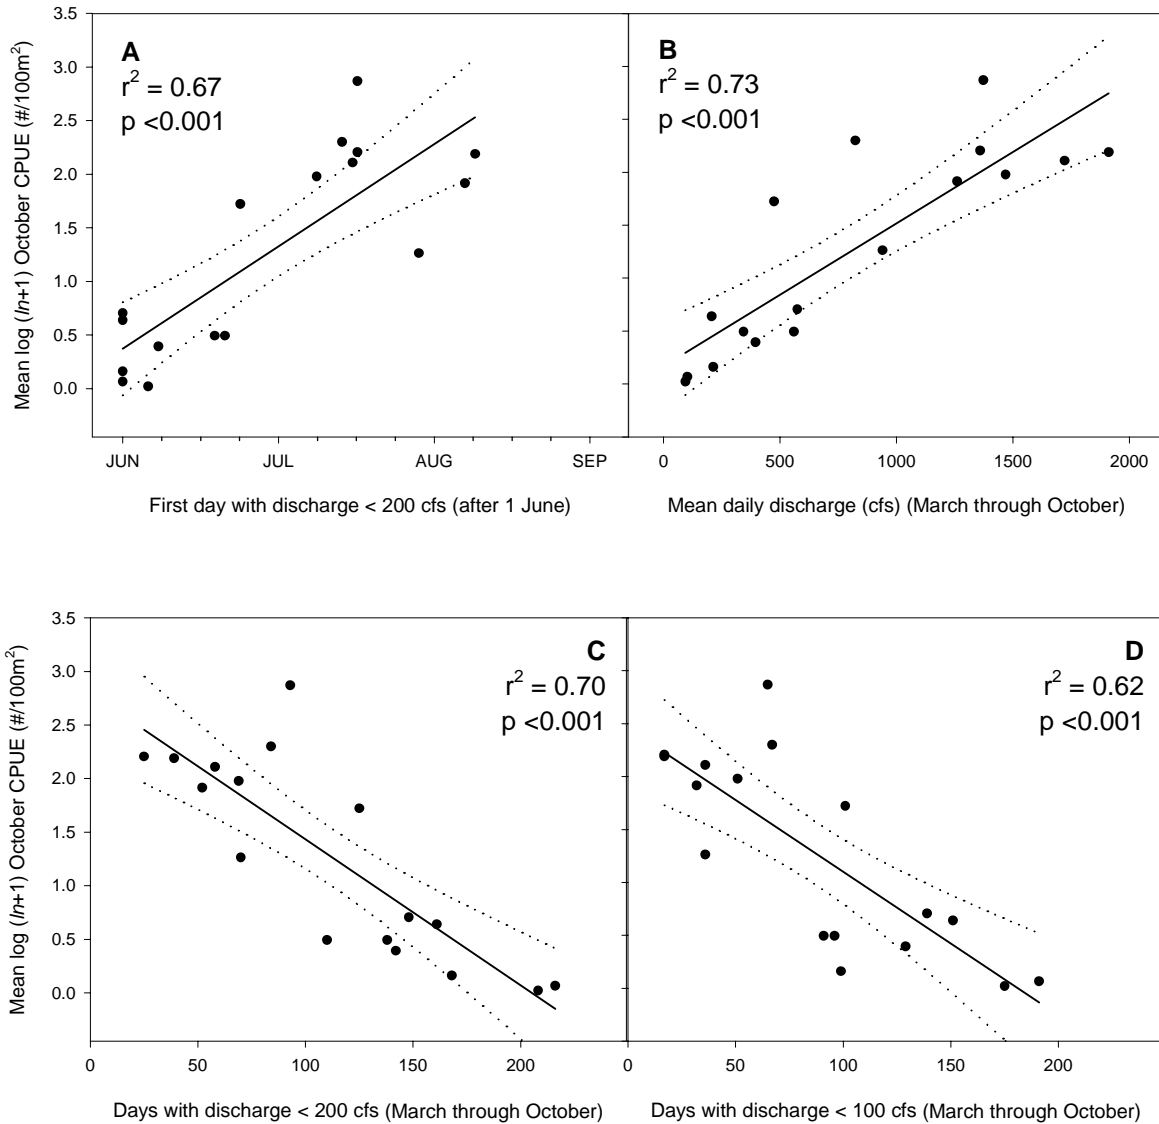 A
r² = 0.67
p <0.001
Mean log (ln+1) October CPUE (#/100m²)
3.5
3.0
2.5
2.0
1.5
1.0
0.5
0.0
JUN JUL AUG SEP
First day with discharge < 200 cfs (after 1 June)
B
r² = 0.73
p <0.001
0 500 1000 1500 2000
Mean daily discharge (cfs) (March through October)
C
r² = 0.70
p <0.001
Mean log (ln+1) October CPUE (#/100m²)
3.5
3.0
2.5
2.0
1.5
1.0
0.5
0.0
0 50 100 150 200
Days with discharge < 200 cfs (March through October)
D
r² = 0.62
p <0.001
0 50 100 150 200
Days with discharge < 100 cfs (March through October)